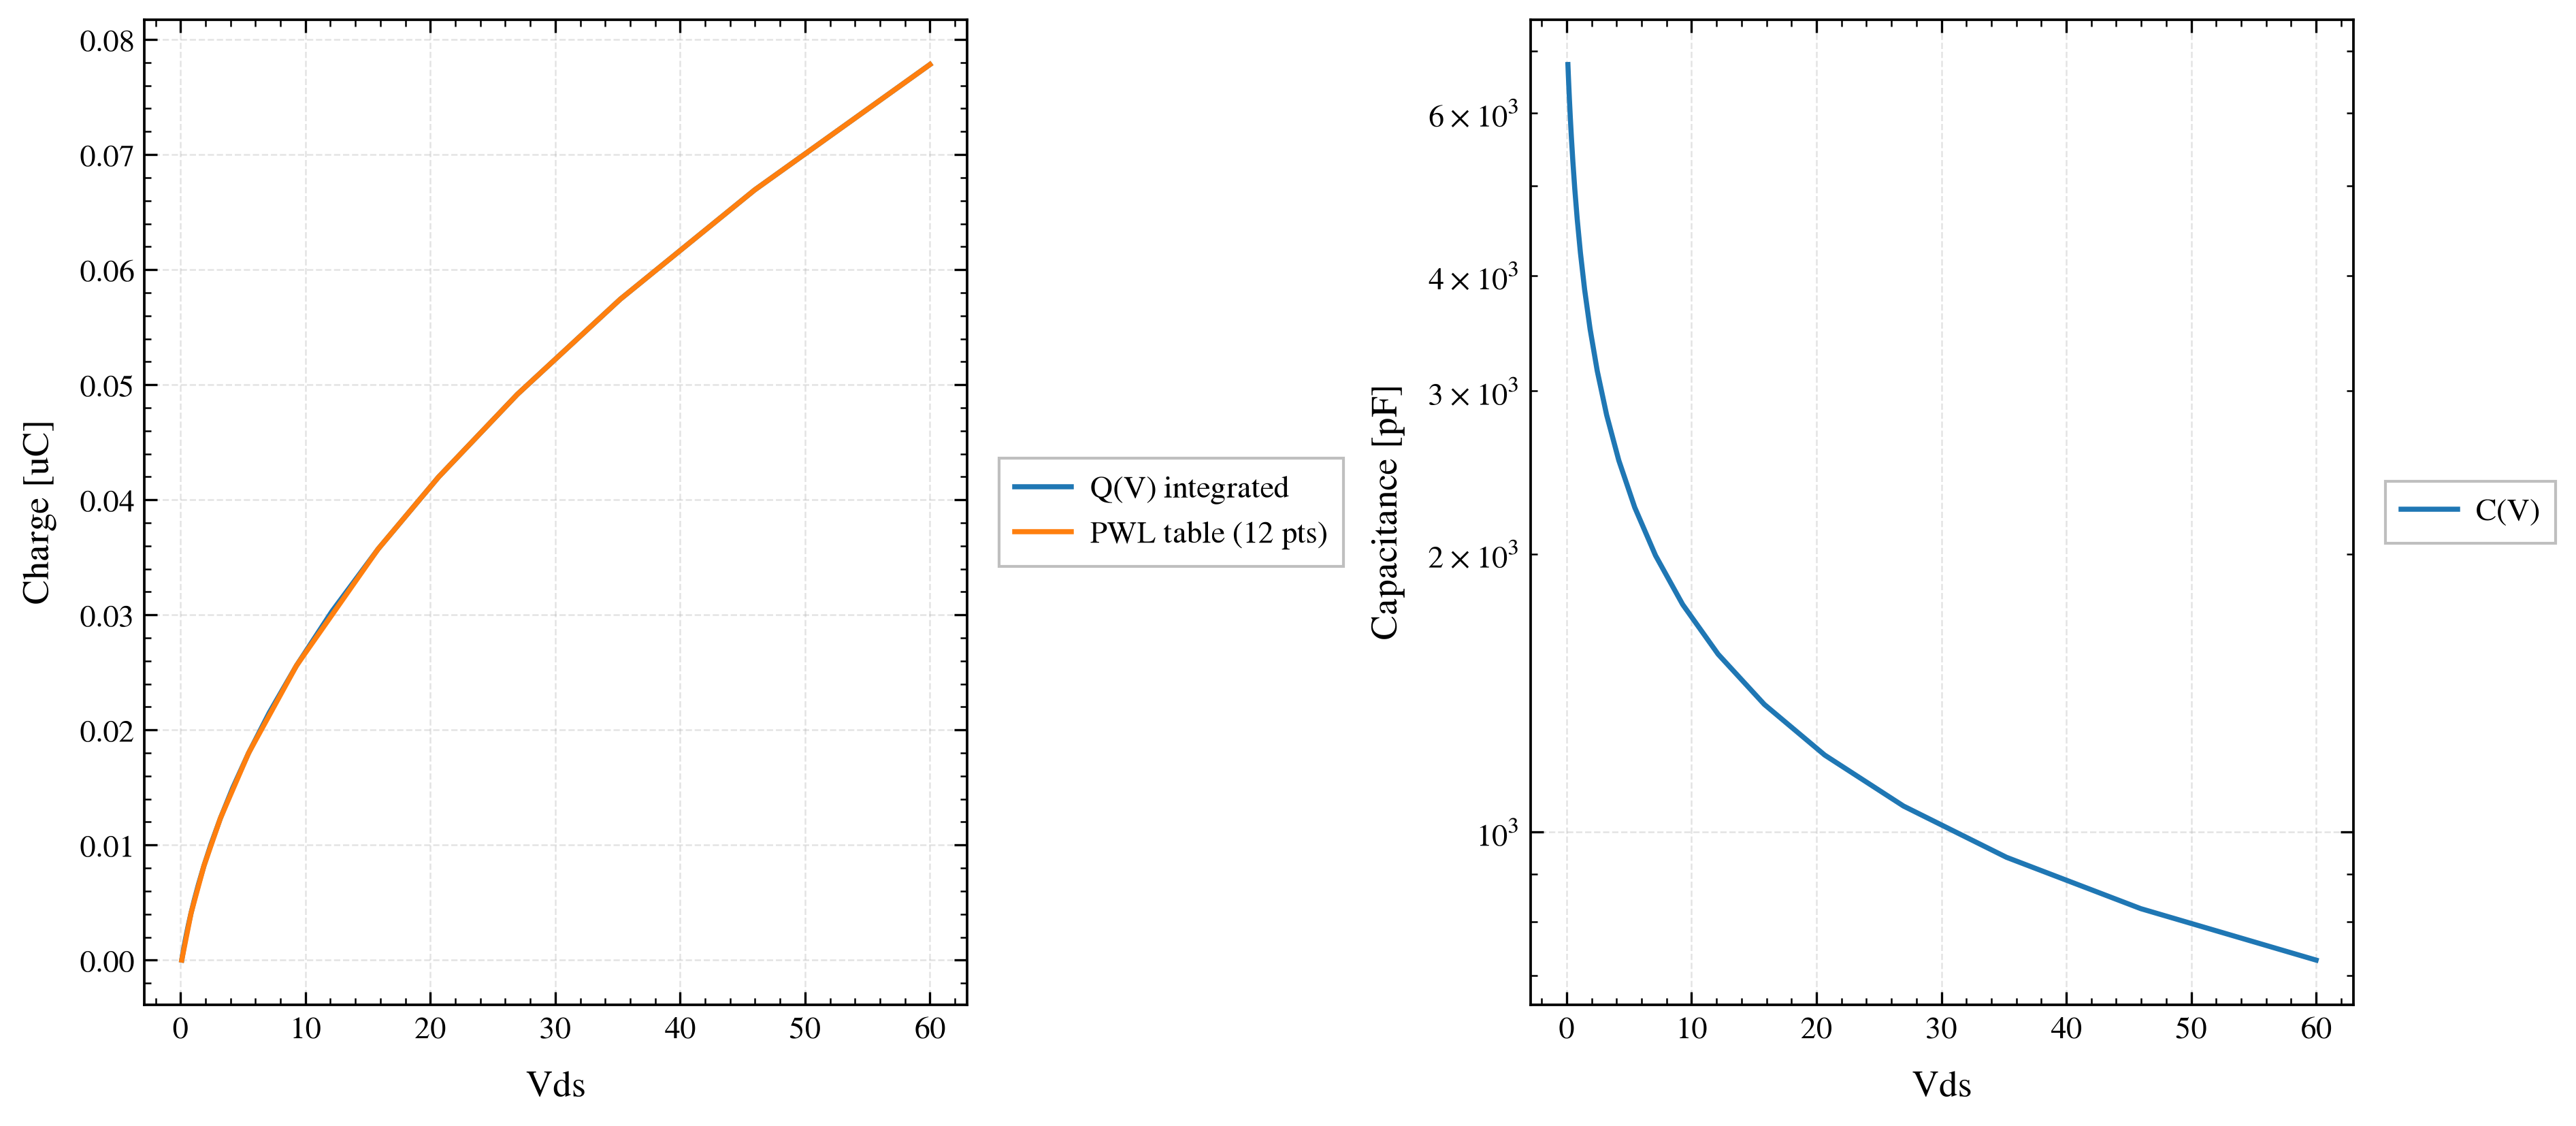 Charge [uC]
0.08
0.07
0.06
0.05
0.04
0.03
0.02
0.01
0.00
0 10 20 30 40 50 60
Vds
Q(V) integrated
PWL table (12 pts)
Capacitance [pF]
6 × 10³
4 × 10³
3 × 10³
2 × 10³
10³
0 10 20 30 40 50 60
Vds
C(V)